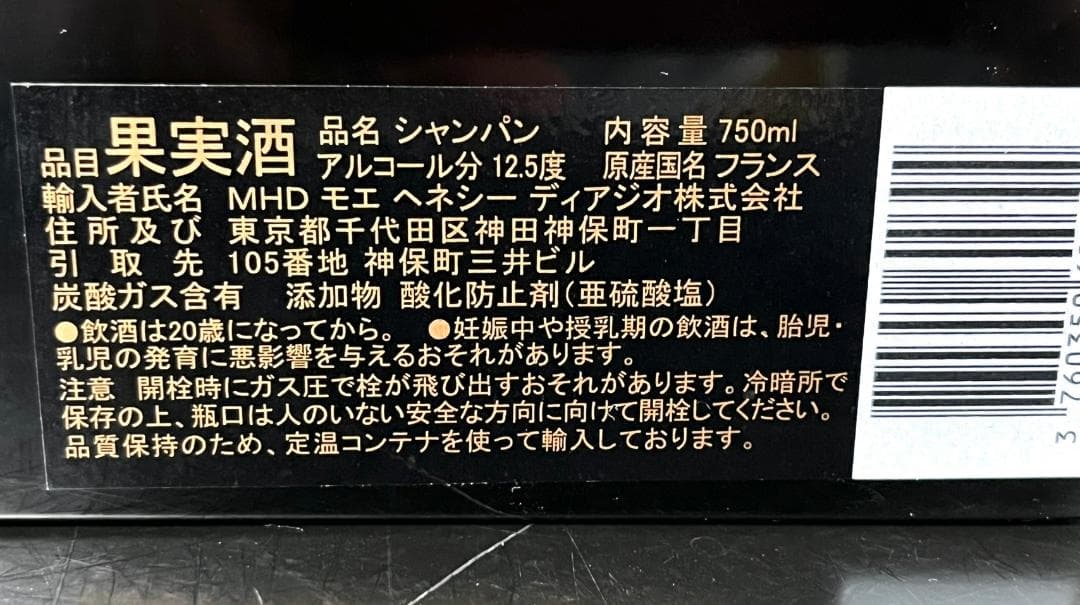 品目 果実酒 品名 シャンパン 内容量 750ml
アルコール分 12.5度 原産国名 フランス
輸入者氏名 MHD モエ ヘネシー ディアジオ株式会社
住所及び 東京都千代田区神田神保町一丁目
引取先 105番地 神保町三井ビル
炭酸ガス含有 添加物 酸化防止剤(亜硫酸塩)
●飲酒は20歳になってから。 ●妊娠中や授乳期の飲酒は、胎児・
乳児の発育に悪影響を与えるおそれがあります。
注意 開栓時にガス圧で栓が飛び出すおそれがあります。冷暗所で
保存の上、瓶口は人のいない安全な方向に向けて開栓してください。
品質保持のため、定温コンテナを使って輸入しております。